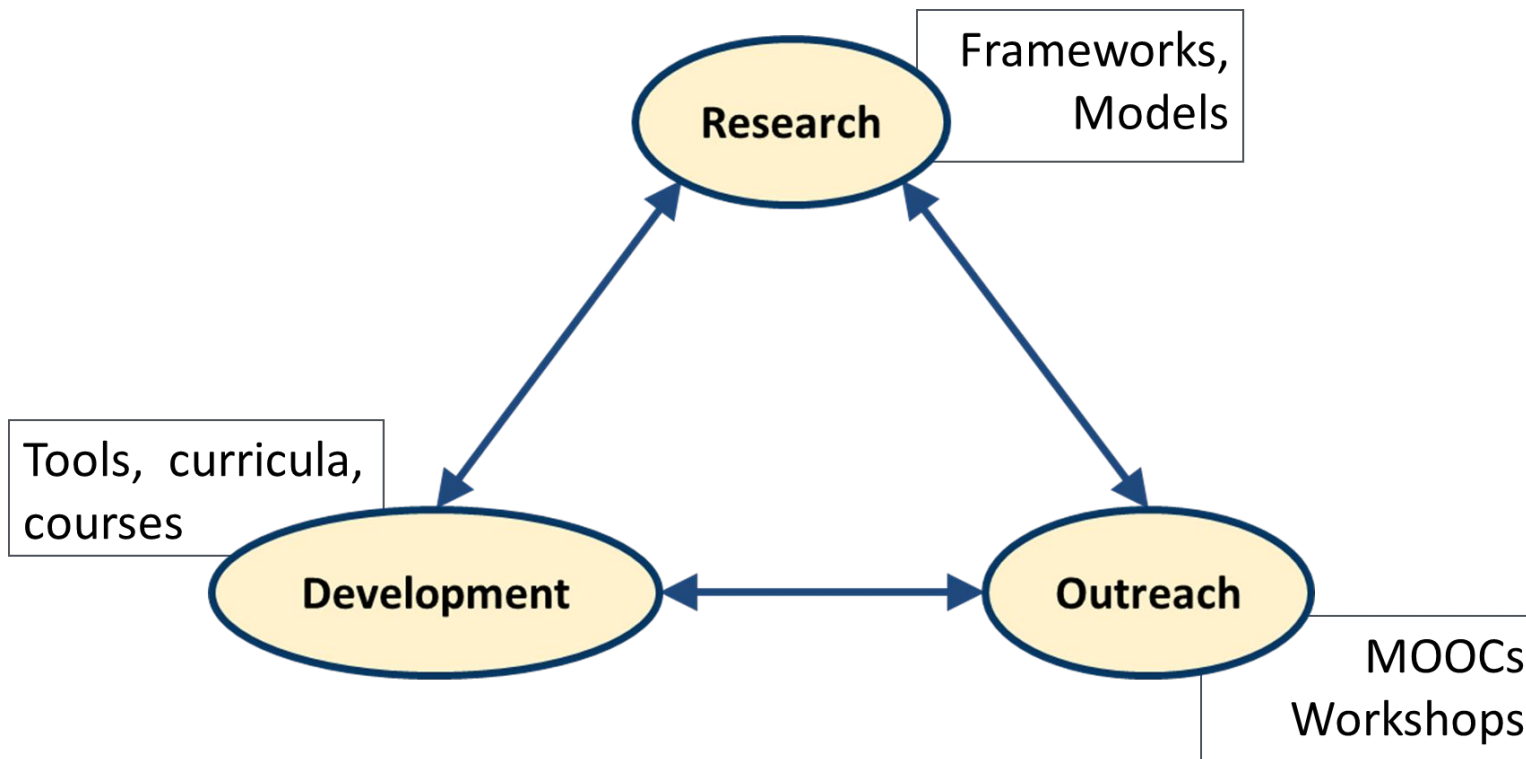 Frameworks,
Models
Research
Tools, curricula,
courses
Development
Outreach
MOOCs
Workshops